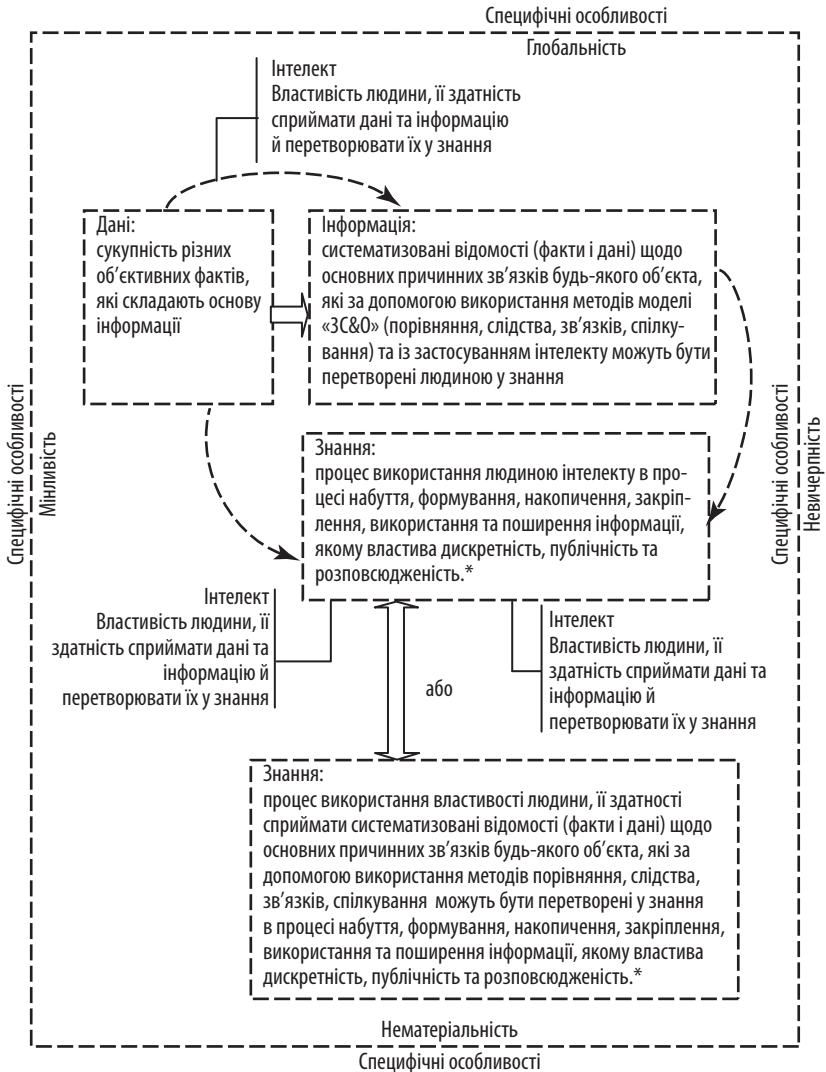 Специфічні особливості
Глобальність
Інтелект
Властивість людини, її здатність
сприймати дані та інформацію
й перетворювати їх у знання
Дані:
сукупність різних
об’єктивних фактів,
які складають основу
інформації
Інформація:
систематизовані відомості (факти і дані) щодо
основних причинних зв’язків будь-якого об’єкта,
які за допомогою використання методів моделі
«3С&0» (порівняння, слідства, зв’язків, спілку-
вання) та із застосуванням інтелекту можуть бути
перетворені людиною у знання
Специфічні особливості
Мінливість
Специфічні особливості
Невичерпність
Знання:
процес використання людиною інтелекту в про-
цесі набуття, формування, накопичення, закріп-
лення, використання та поширення інформації,
якому властива дискретність, публічність та
розповсюдженість.*
Інтелект
Властивість людини, її
здатність сприймати дані та
інформацію й
перетворювати їх у знання
або
Інтелект
Властивість людини, її
здатність сприймати дані та
інформацію й
перетворювати їх у знання
Знання:
процес використання властивості людини, її здатності
сприймати систематизовані відомості (факти і дані) щодо
основних причинних зв’язків будь-якого об’єкта, які за
допомогою використання методів порівняння, слідства,
зв’язків, спілкування можуть бути перетворені у знання
в процесі набуття, формування, накопичення, закріплення,
використання та поширення інформації, якому властива
дискретність, публічність та розповсюдженість.*
Нематеріальність
Специфічні особливості